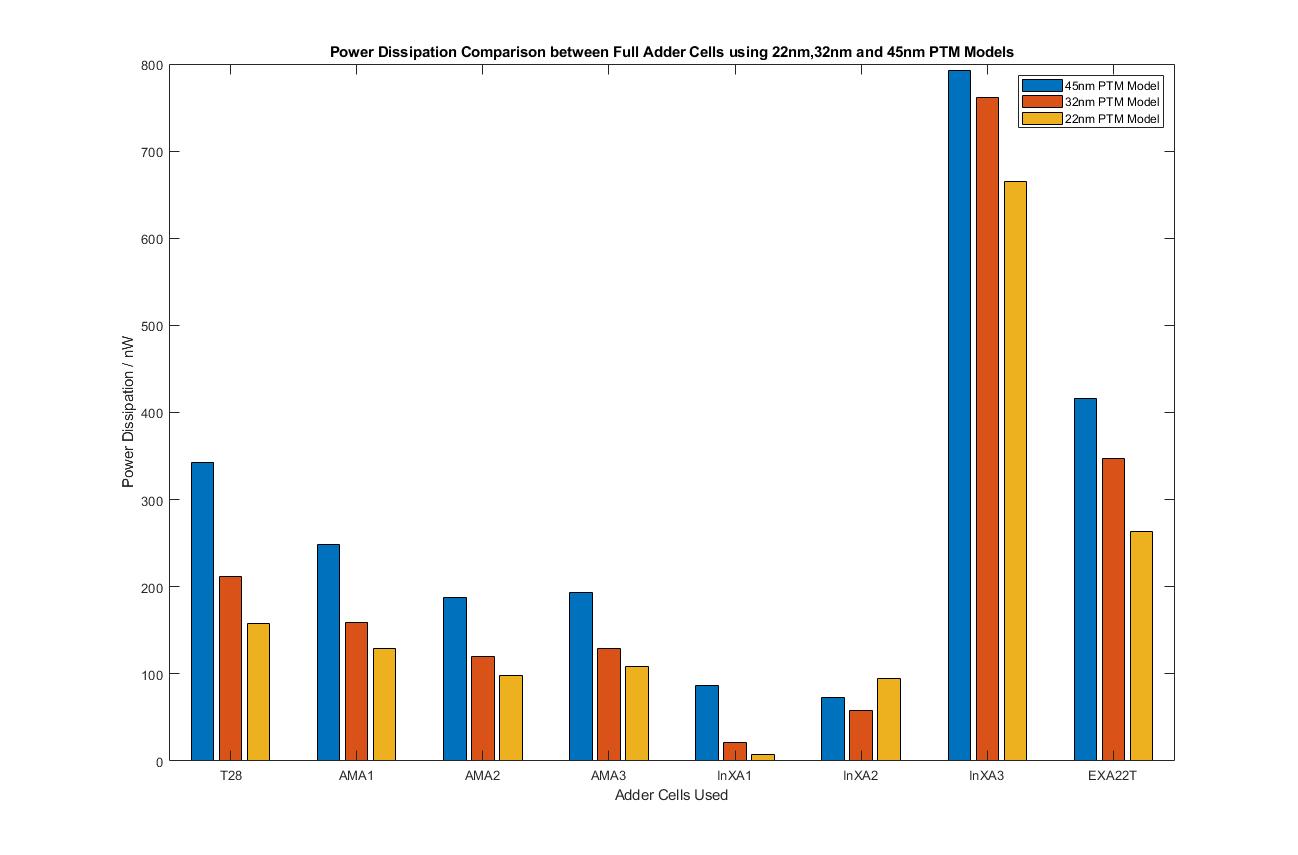 Power Dissipation Comparison between Full Adder Cells using 22nm,32nm and 45nm PTM Models
800
700
600
500
400
300
200
100
0
Power Dissipation / nW
45nm PTM Model
32nm PTM Model
22nm PTM Model
T28 AMA1 AMA2 AMA3 InXA1 InXA2 InXA3 EXA22T
Adder Cells Used